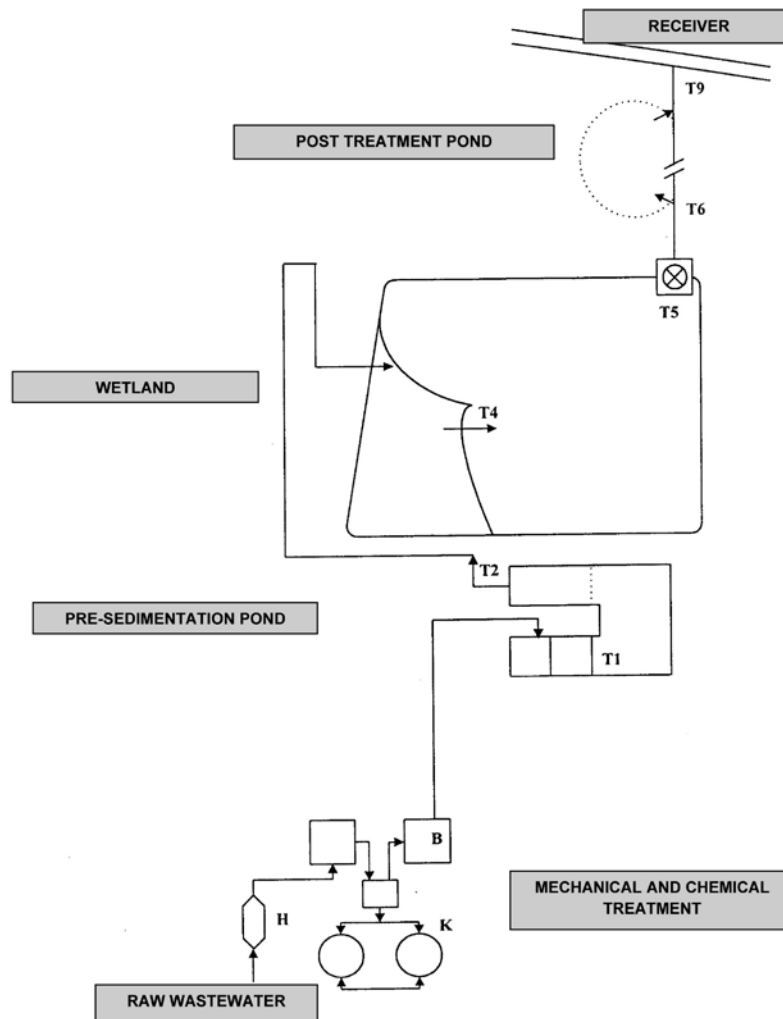 RECEIVER
T9
POST TREATMENT POND
T6
T5
WETLAND
T4
T2
PRE-SEDIMENTATION POND
T1
B
MECHANICAL AND CHEMICAL
TREATMENT
H
K
RAW WASTEWATER